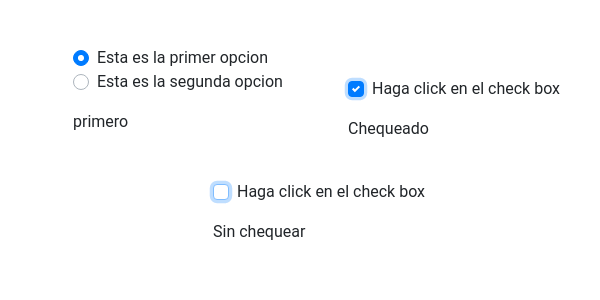 Esta es la primer opcion
Esta es la segunda opcion
primero
Haga click en el check box
Chequeado
Haga click en el check box
Sin chequear